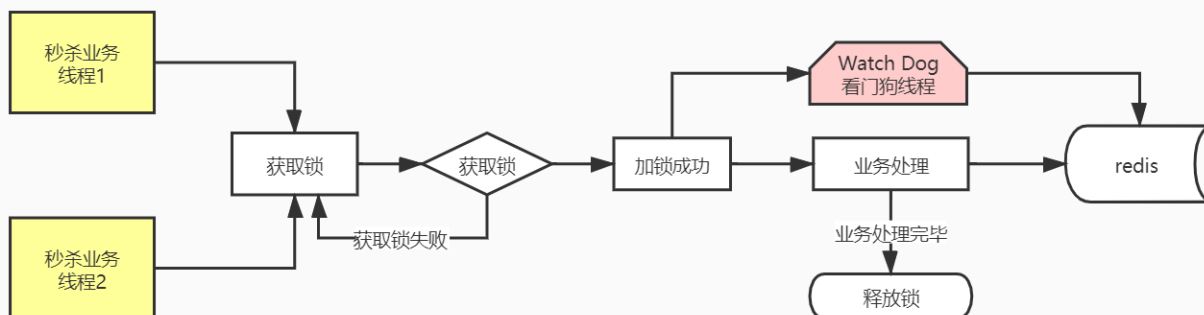 秒杀业务
线程1
Watch Dog
看门狗线程
获取锁
获取锁
加锁成功
业务处理
redis
获取锁失败
业务处理完毕
秒杀业务
线程2
释放锁